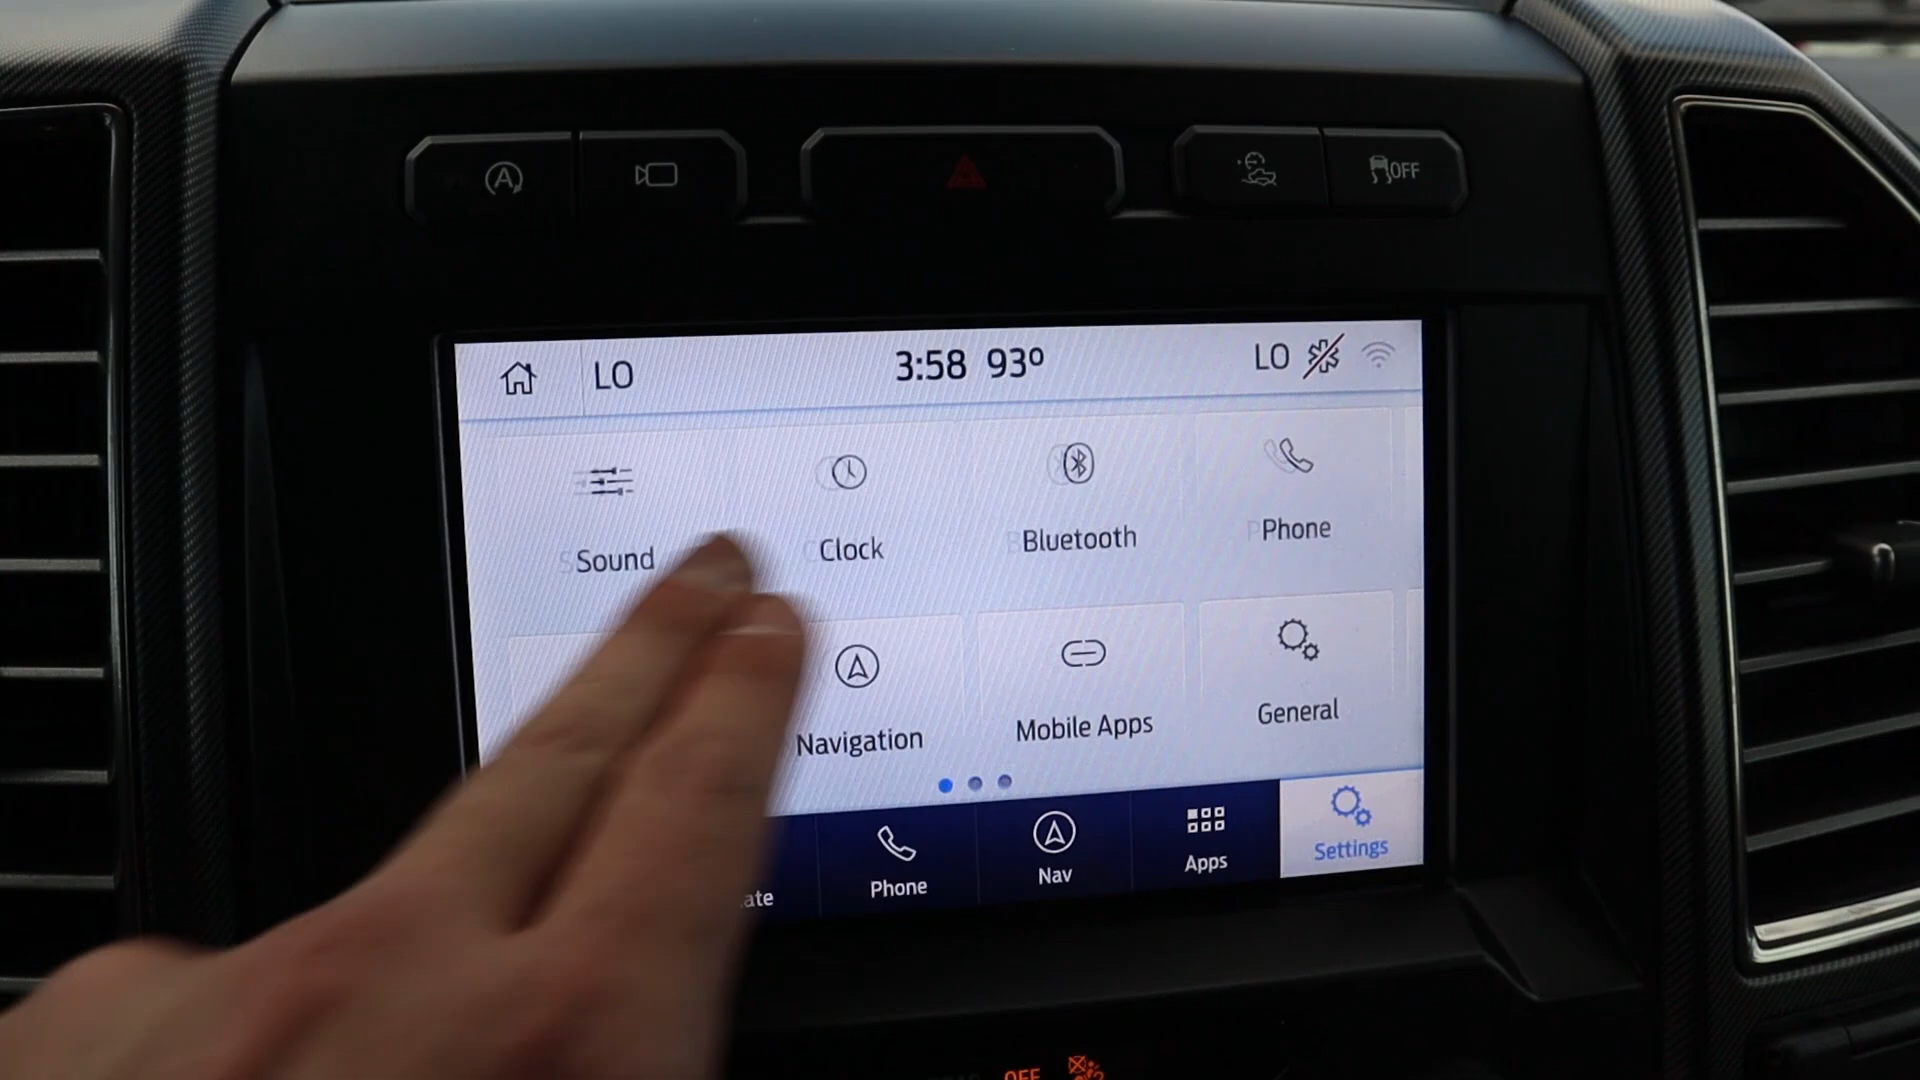 A
OFF
LO 3:58 93° LO
Sound Clock Bluetooth Phone
Navigation Mobile Apps General
ate Phone Nav Apps Settings
OFF